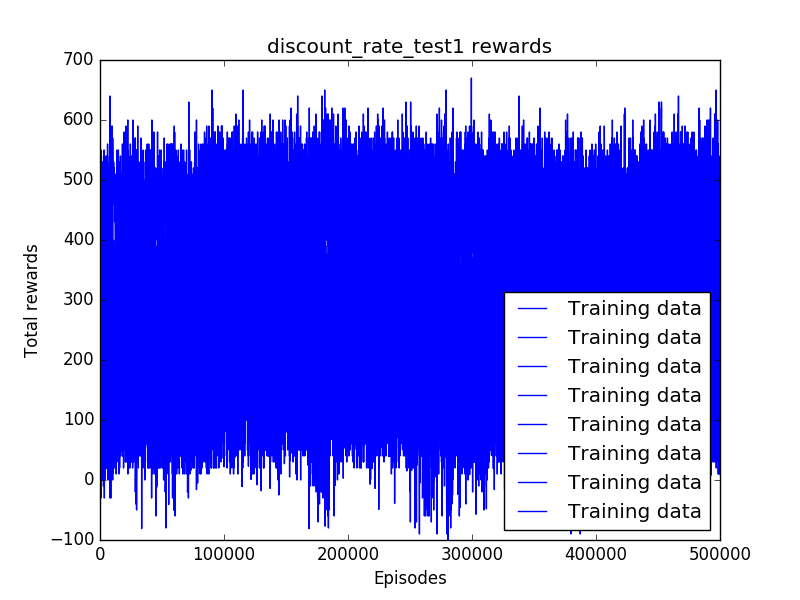 discount_rate_test1 rewards
700
600
500
400
300
200
100
0
−100
Total rewards
Training data
Training data
Training data
Training data
Training data
Training data
Training data
Training data
0 100000 200000 300000 400000 500000
Episodes